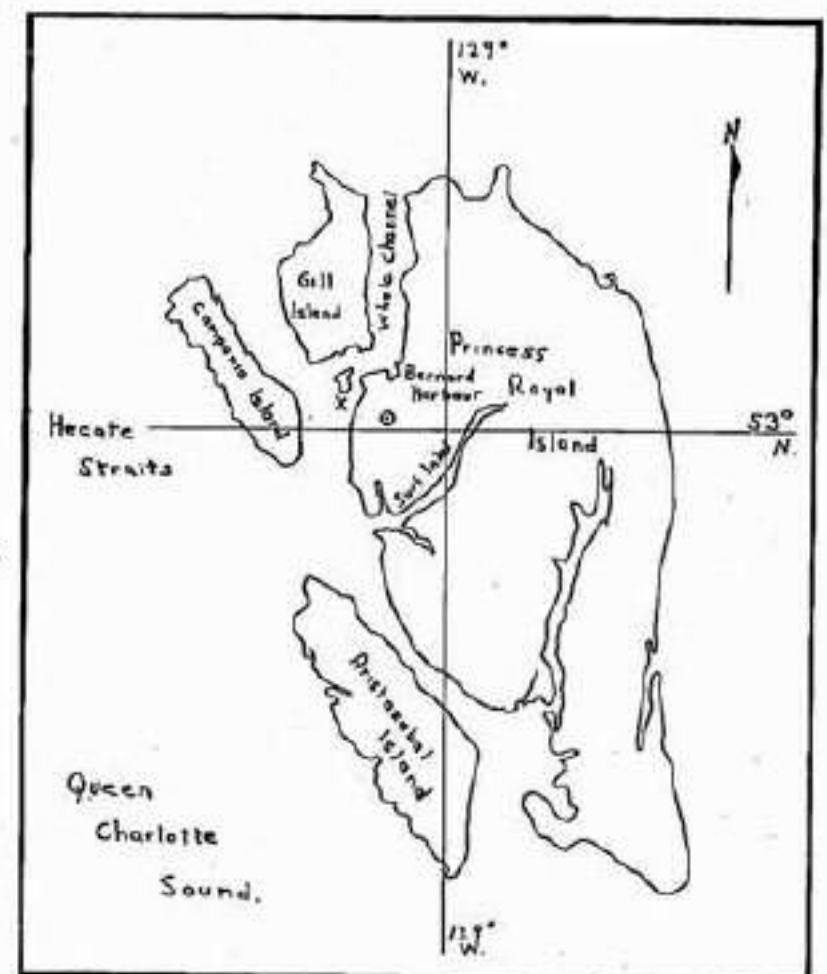 129°
W.
N
Whale Channel
Gill
Island
Campania Island
Princess
Bernard
Harbour
Royal
x
Hecate
Straits
53°
N.
Island
Surf Inlet
Aristazabal
Island
Queen
Charlotte
Sound.
129°
W.